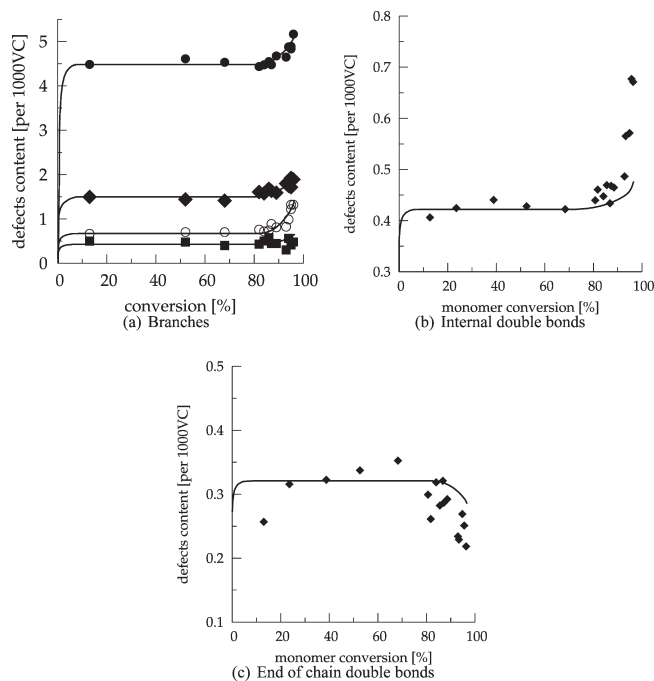 defects content [per 1000VC]
5
4
3
2
1
0
0 20 40 60 80 100
conversion [%]
(a) Branches
defects content [per 1000VC]
0.8
0.7
0.6
0.5
0.4
0.3
0 20 40 60 80 100
monomer conversion [%]
(b) Internal double bonds
defects content [per 1000VC]
0.5
0.4
0.3
0.2
0.1
0 20 40 60 80 100
monomer conversion [%]
(c) End of chain double bonds